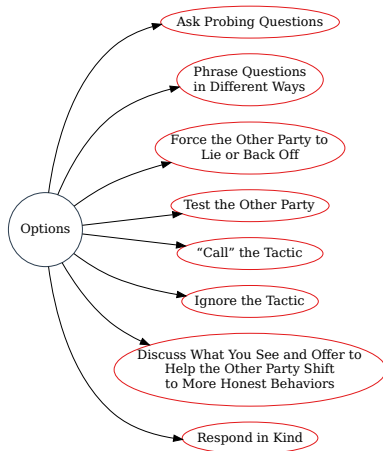 Ask Probing Questions
Phrase Questions
in Different Ways
Force the Other Party to
Lie or Back Off
Test the Other Party
Options
“Call” the Tactic
Ignore the Tactic
Discuss What You See and Offer to
Help the Other Party Shift
to More Honest Behaviors
Respond in Kind